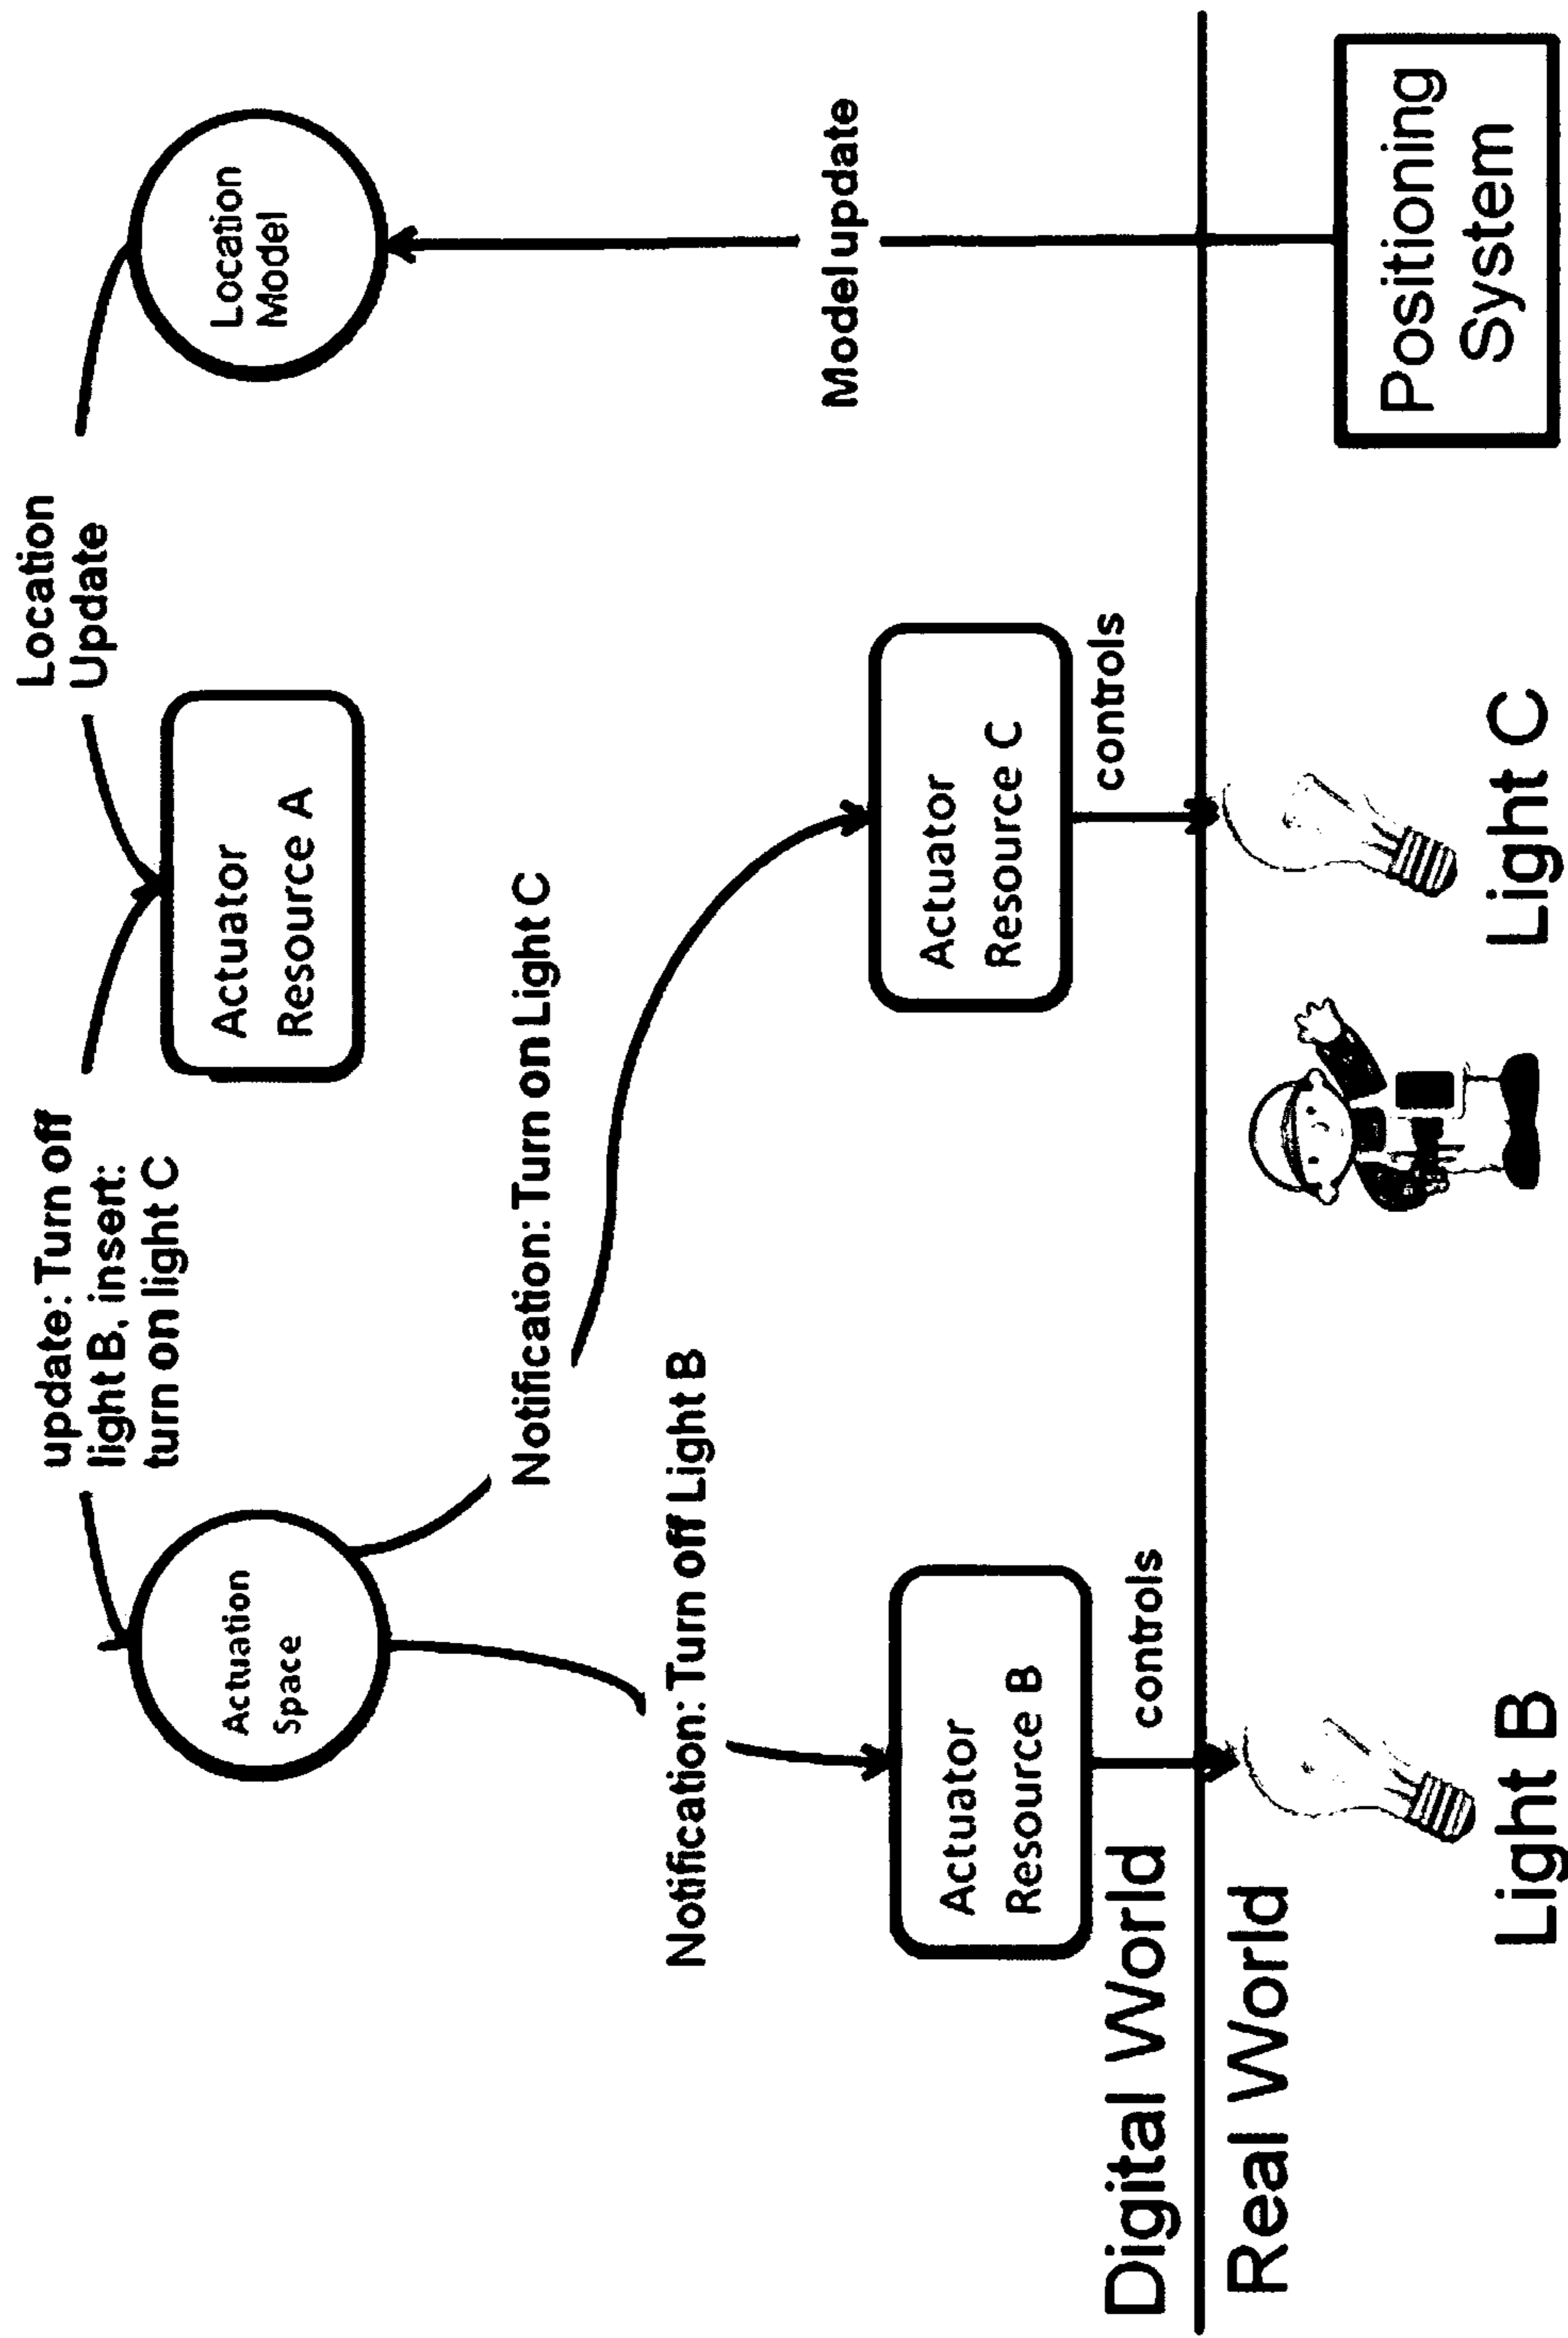 update: Turn off
light B, insert:
turn on light C
Location
Update
Actuation
Space
Actuator
Resource A
Location
Model
Notification: Turn on Light C
Notification: Turn off Light B
Model update
Actuator
Resource B
Actuator
Resource C
controls
controls
Digital World
Real World
Light B
Light C
Positioning
System